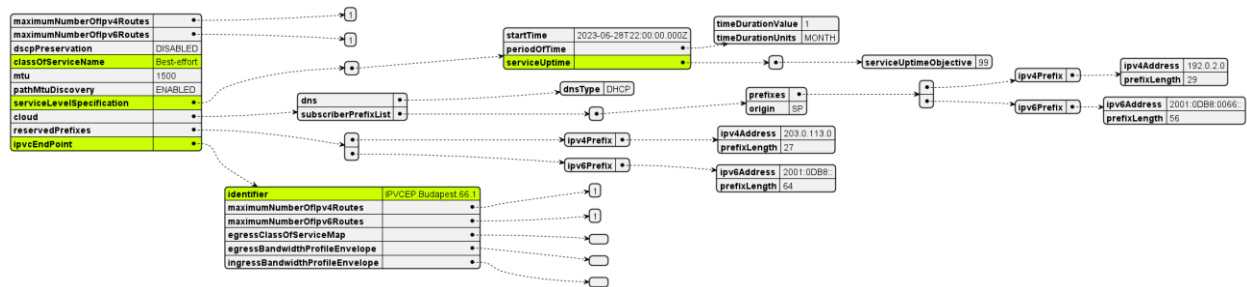 maximumNumberOfIpv4Routes
1
maximumNumberOfIpv6Routes
1
dscpPreservation DISABLED
classOfServiceName Best-effort
mtu 1500
pathMtuDiscovery ENABLED
serviceLevelSpecification
cloud
reservedPrefixes
ipvcEndPoint
startTime 2023-06-28T22:00:00.000Z
periodOfTime
serviceUptime
timeDurationValue 1
timeDurationUnits MONTH
serviceUptimeObjective 99
dns
subscriberPrefixList
dnsType DHCP
prefixes
origin SP
ipv4Prefix
ipv4Address 192.0.2.0
prefixLength 29
ipv6Prefix
ipv6Address 2001:0DB8:0066::
prefixLength 56
ipv4Prefix
ipv4Address 203.0.113.0
prefixLength 27
ipv6Prefix
ipv6Address 2001:0DB8::
prefixLength 64
identifier IPVCEP.Budapest.66.1
maximumNumberOfIpv4Routes
1
maximumNumberOfIpv6Routes
1
egressClassOfServiceMap
egressBandwidthProfileEnvelope
ingressBandwidthProfileEnvelope